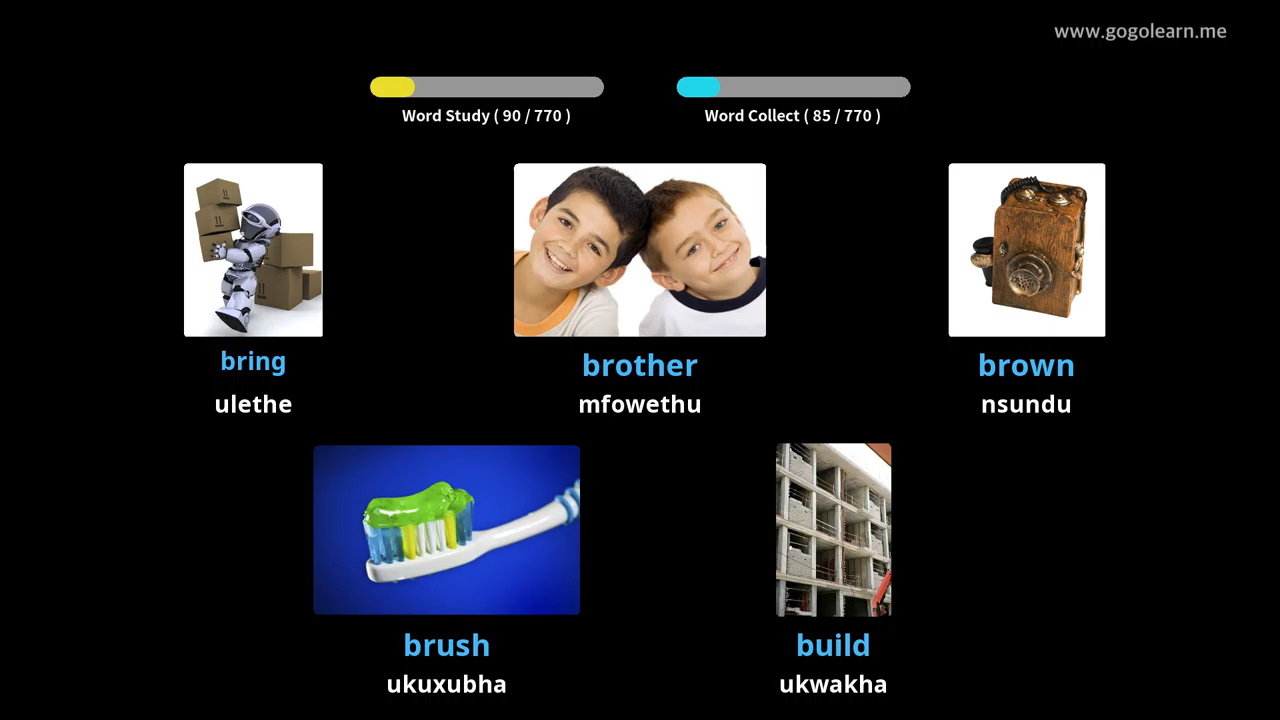 www.gogolearn.me
Word Study ( 90 / 770 )
Word Collect ( 85 / 770 )
bring
ulethe
brother
mfowethu
brown
nsundu
brush
ukuxubha
build
ukwakha